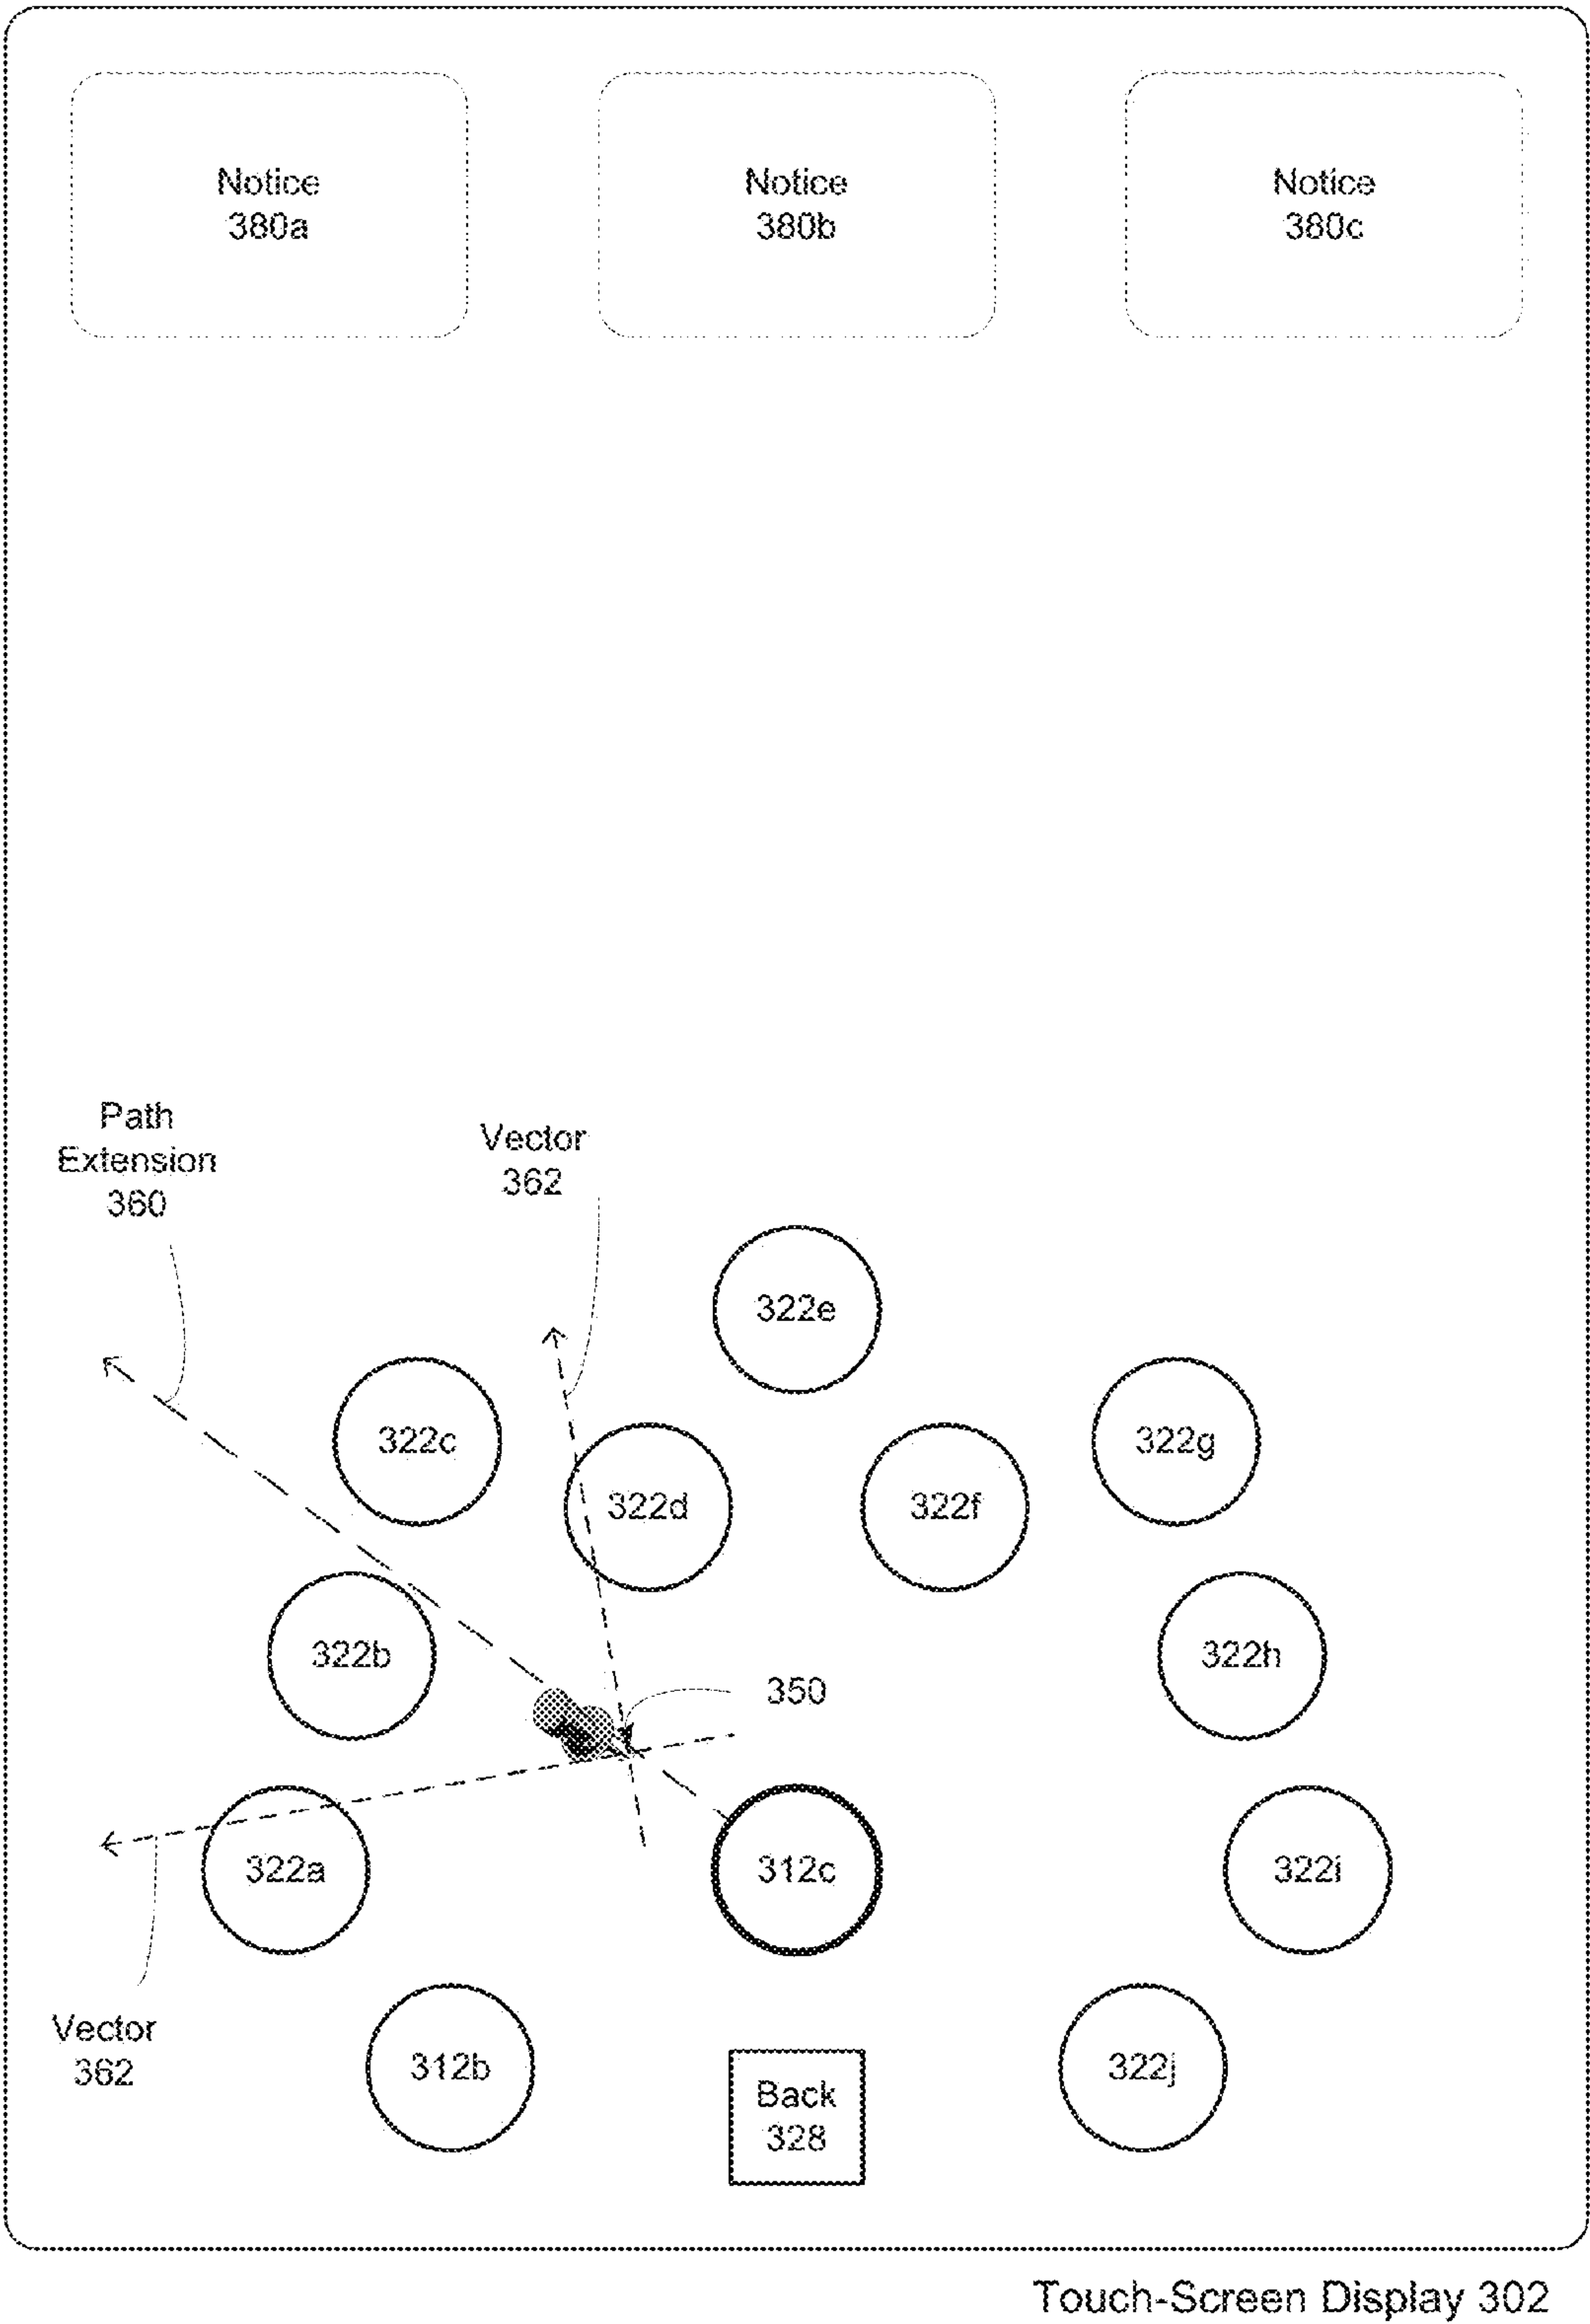 Notice
380a
Notice
380b
Notice
380c
Path
Extension
360
Vector
362
322e
322c
322g
322d
322f
322b
322h
350
322a
312c
322i
Vector
362
312b
Back
328
322j
Touch-Screen Display 302